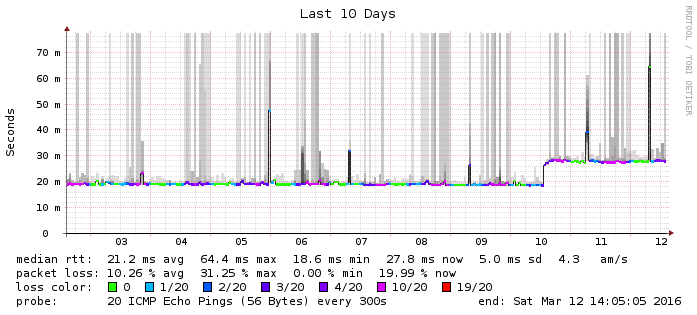 Last 10 Days
RRDTOOL / TOBI OETIKER
Seconds
70 m
60 m
50 m
40 m
30 m
20 m
10 m
0
03 04 05 06 07 08 09 10 11 12
median rtt: 21.2 ms avg 64.4 ms max 18.6 ms min 27.8 ms now 5.0 ms sd 4.3 am/s
packet loss: 10.26 % avg 31.25 % max 0.00 % min 19.99 % now
loss color: 0 1/20 2/20 3/20 4/20 10/20 19/20
probe: 20 ICMP Echo Pings (56 Bytes) every 300s end: Sat Mar 12 14:05:05 2016